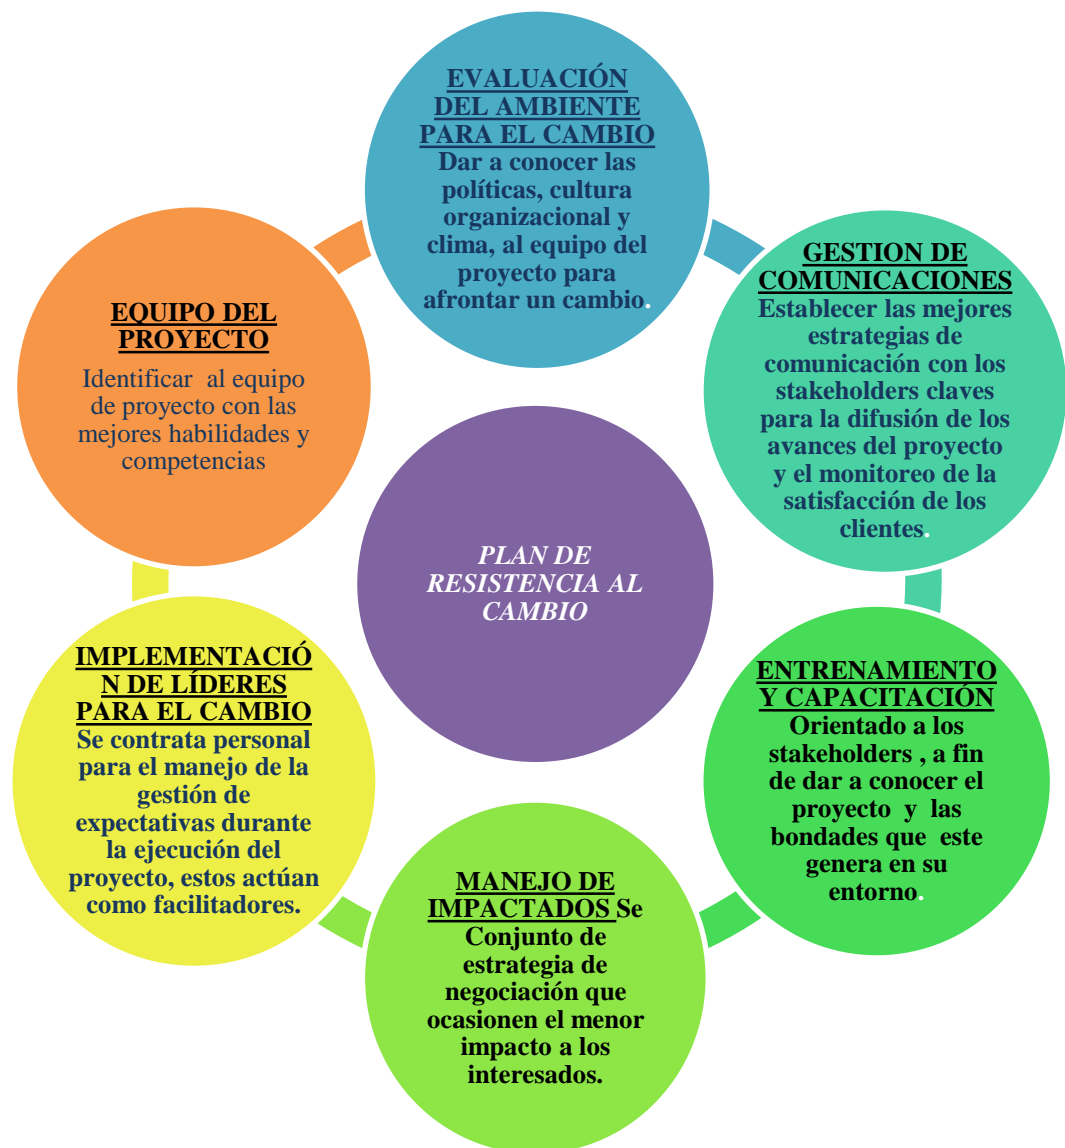 EVALUACIÓN
DEL AMBIENTE
PARA EL CAMBIO
Dar a conocer las
políticas, cultura
organizacional y
clima, al equipo del
proyecto para
afrontar un cambio.
GESTION DE
COMUNICACIONES
Establecer las mejores
estrategias de
comunicación con los
stakeholders claves
para la difusión de los
avances del proyecto
y el monitoreo de la
satisfacción de los
clientes.
ENTRENAMIENTO
Y CAPACITACIÓN
Orientado a los
stakeholders , a fin
de dar a conocer el
proyecto y las
bondades que este
genera en su
entorno.
MANEJO DE
IMPACTADOS Se
Conjunto de
estrategia de
negociación que
ocasionen el menor
impacto a los
interesados.
IMPLEMENTACIÓ
N DE LÍDERES
PARA EL CAMBIO
Se contrata personal
para el manejo de la
gestión de
expectativas durante
la ejecución del
proyecto, estos actúan
como facilitadores.
EQUIPO DEL
PROYECTO
Identificar al equipo
de proyecto con las
mejores habilidades y
competencias
PLAN DE
RESISTENCIA AL
CAMBIO